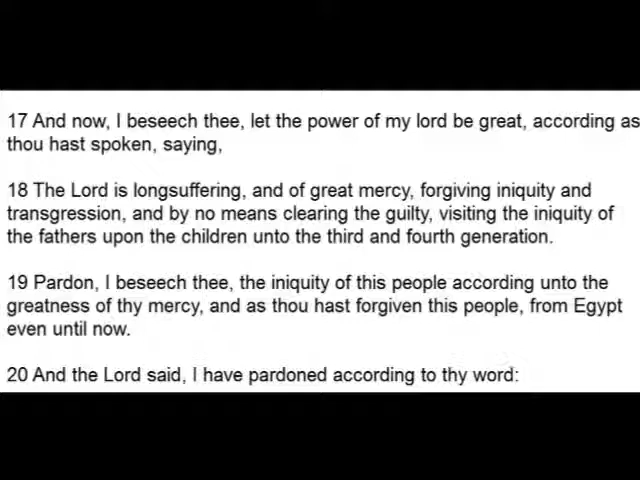 17 And now, I beseech thee, let the power of my lord be great, according as
thou hast spoken, saying,
18 The Lord is longsuffering, and of great mercy, forgiving iniquity and
transgression, and by no means clearing the guilty, visiting the iniquity of
the fathers upon the children unto the third and fourth generation.
19 Pardon, I beseech thee, the iniquity of this people according unto the
greatness of thy mercy, and as thou hast forgiven this people, from Egypt
even until now.
20 And the Lord said, I have pardoned according to thy word: